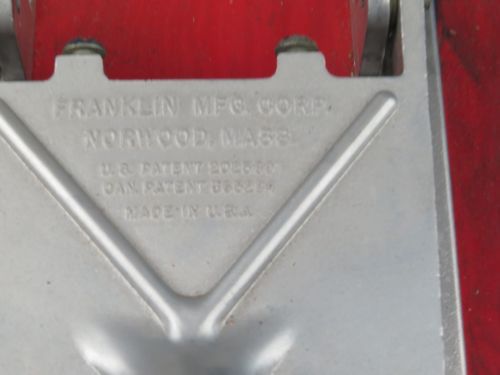 FRANKLIN MFG. CORP.
NORWOOD, MASS.
U.S. PATENT
CAN. PATENT
MADE IN U.S.A.